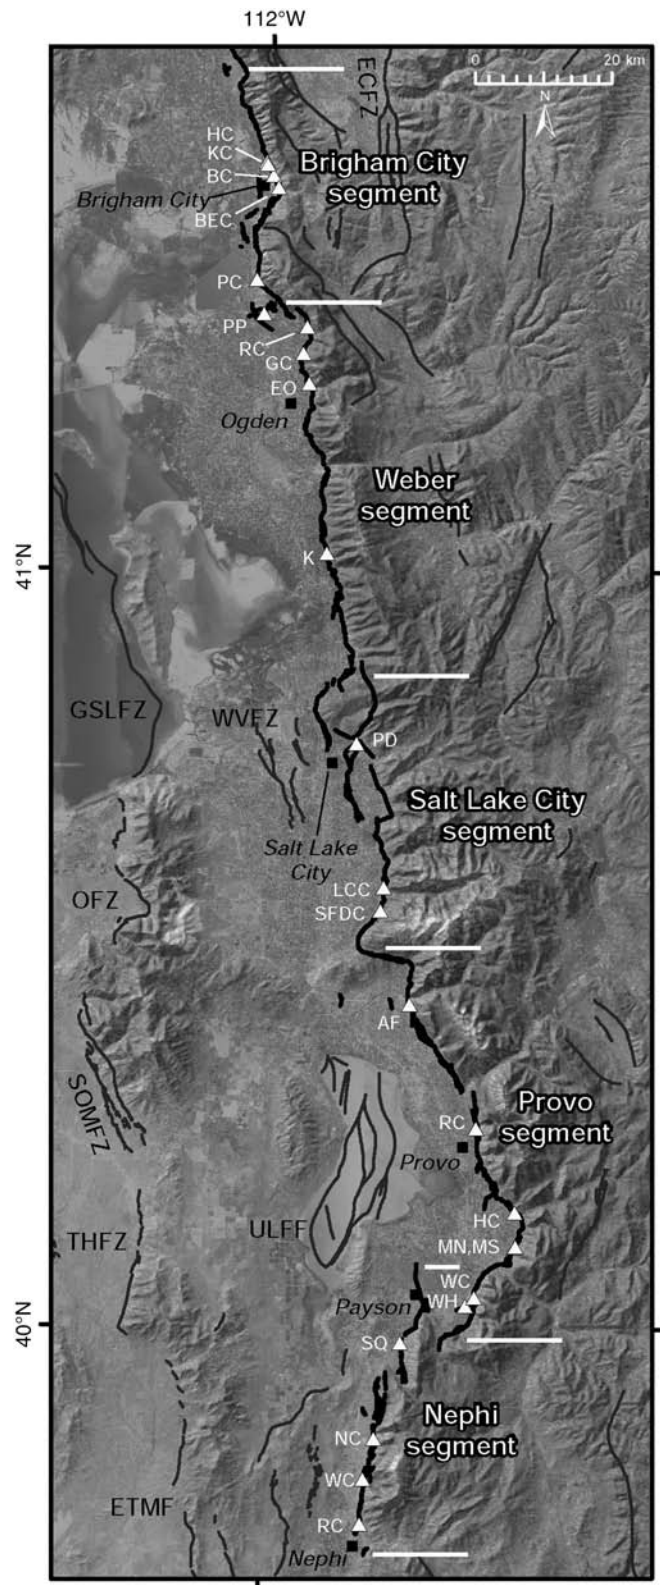 112°W
0 20 km
N
ECFZ
HC
KC
BC
Brigham City
BEC
Brigham City
segment
PC
PP
RC
GC
EO
Ogden
Weber
segment
K
41°N
GSLFZ
WVFZ
PD
Salt Lake City
segment
Salt Lake
City
LCC
SFDC
OFZ
AF
SOMFZ
Provo
segment
RC
Provo
HC
ULFF
MN,MS
THFZ
WC
WH
Payson
40°N
SQ
Nephi
segment
NC
WC
ETMF
RC
Nephi